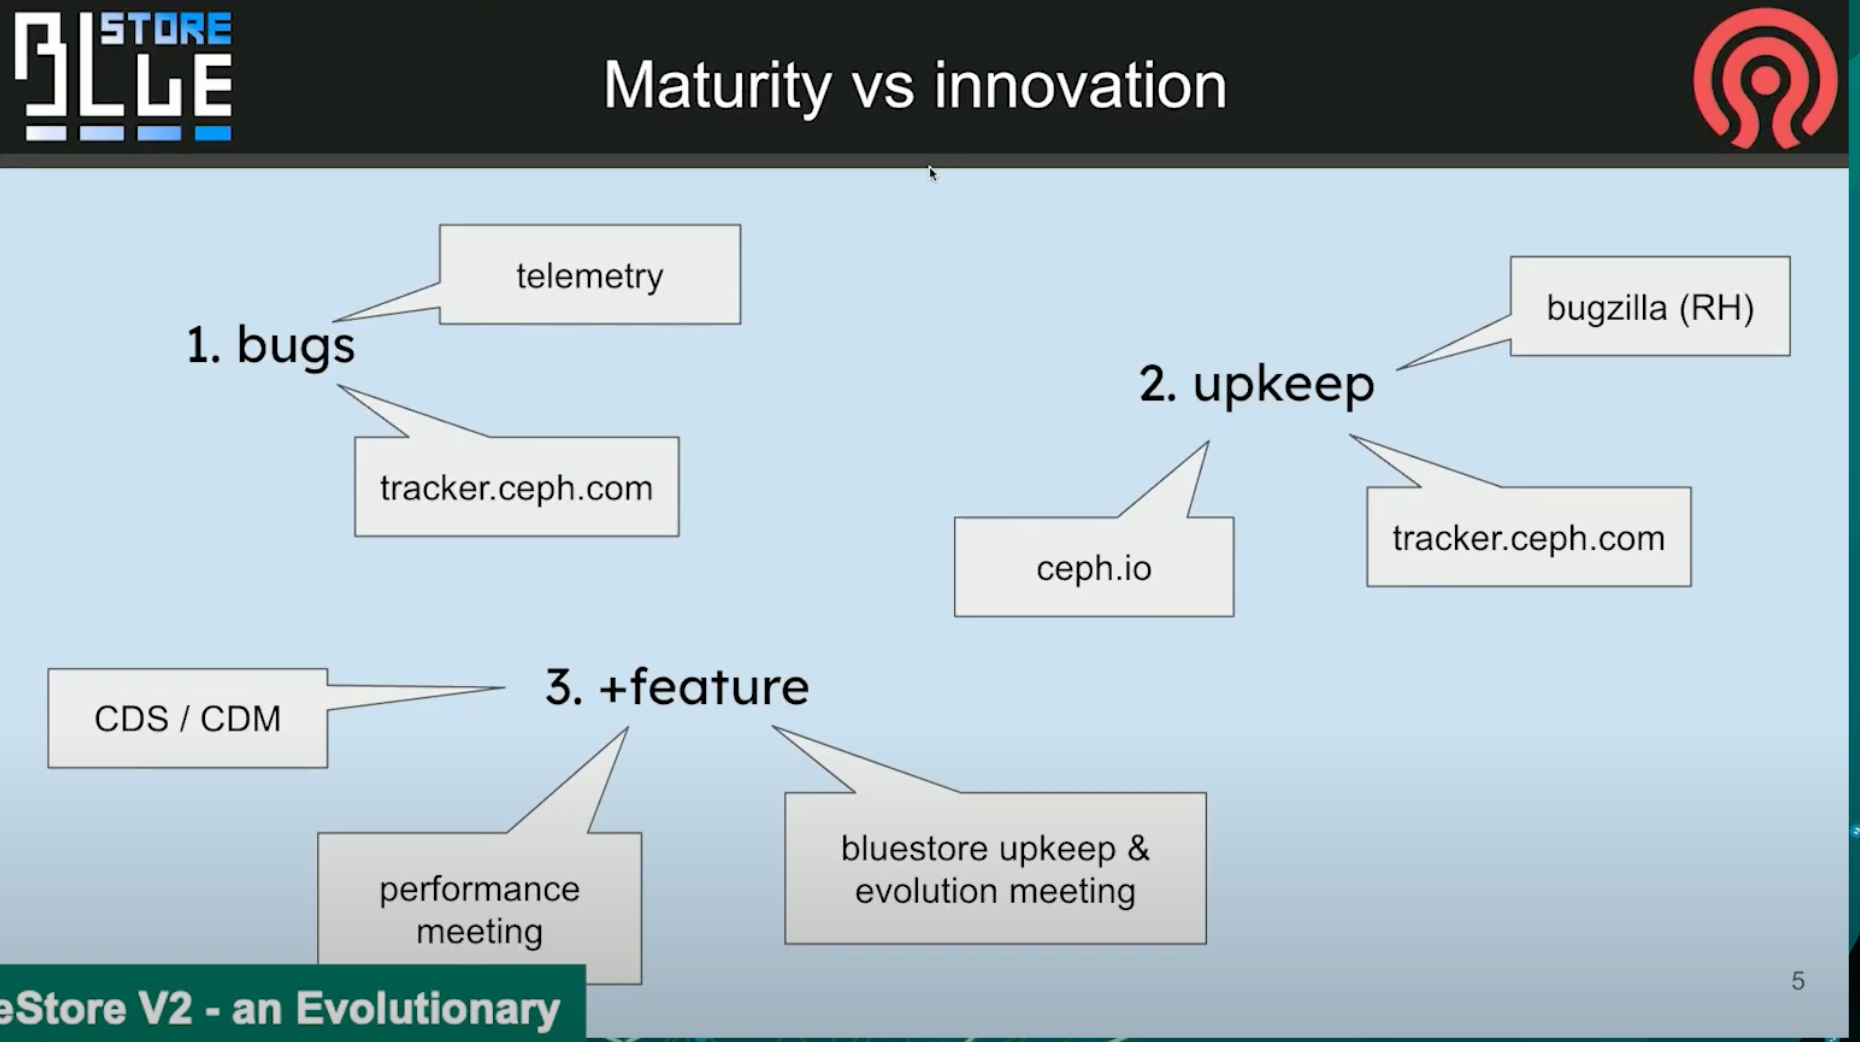 STORE
BLUE
Maturity vs innovation
telemetry
1. bugs
tracker.ceph.com
bugzilla (RH)
2. upkeep
ceph.io
tracker.ceph.com
3. +feature
CDS / CDM
performance
meeting
bluestore upkeep &
evolution meeting
5
eStore V2 - an Evolutionary